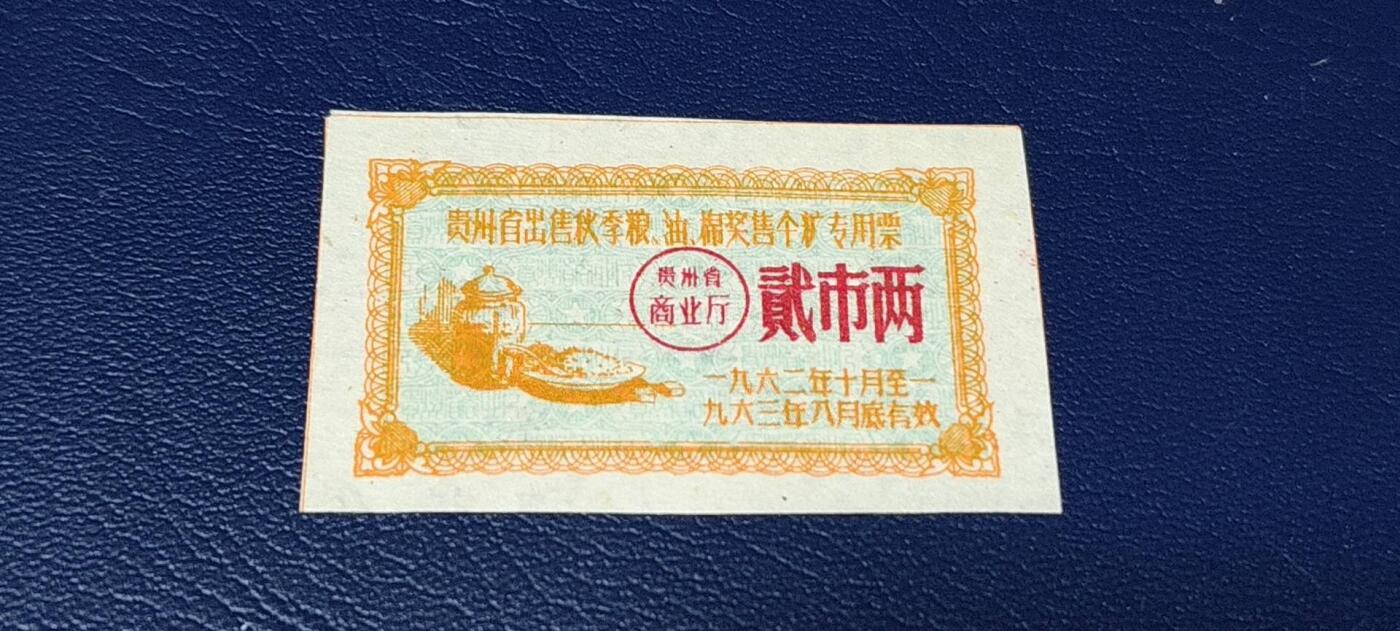 贵州省出售秋季粮、油、棉奖售个矿专用票
贵州省
商业厅
贰市两
一九六二年十月至一
九六三年八月底有效